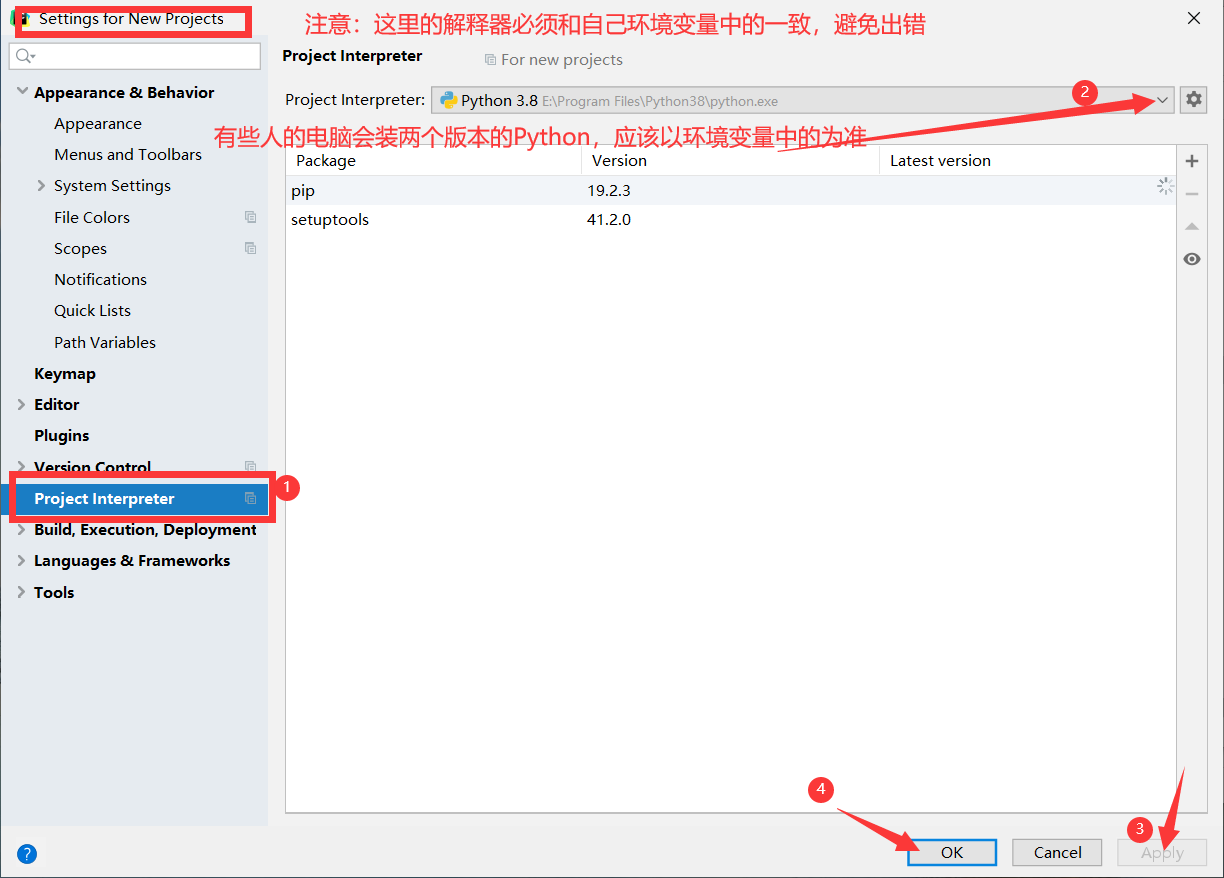 Settings for New Projects
注意：这里的解释器必须和自己环境变量中的一致，避免出错
Project Interpreter
For new projects
Project Interpreter:
Python 3.8 E:\Program Files\Python38\python.exe
2
有些人的电脑会装两个版本的Python，应该以环境变量中的为准
Appearance & Behavior
Appearance
Menus and Toolbars
System Settings
File Colors
Scopes
Notifications
Quick Lists
Path Variables
Keymap
Editor
Plugins
Version Control
Project Interpreter
1
Build, Execution, Deployment
Languages & Frameworks
Tools
Package Version Latest version
pip 19.2.3
setuptools 41.2.0
4
3
?
OK
Cancel
Apply